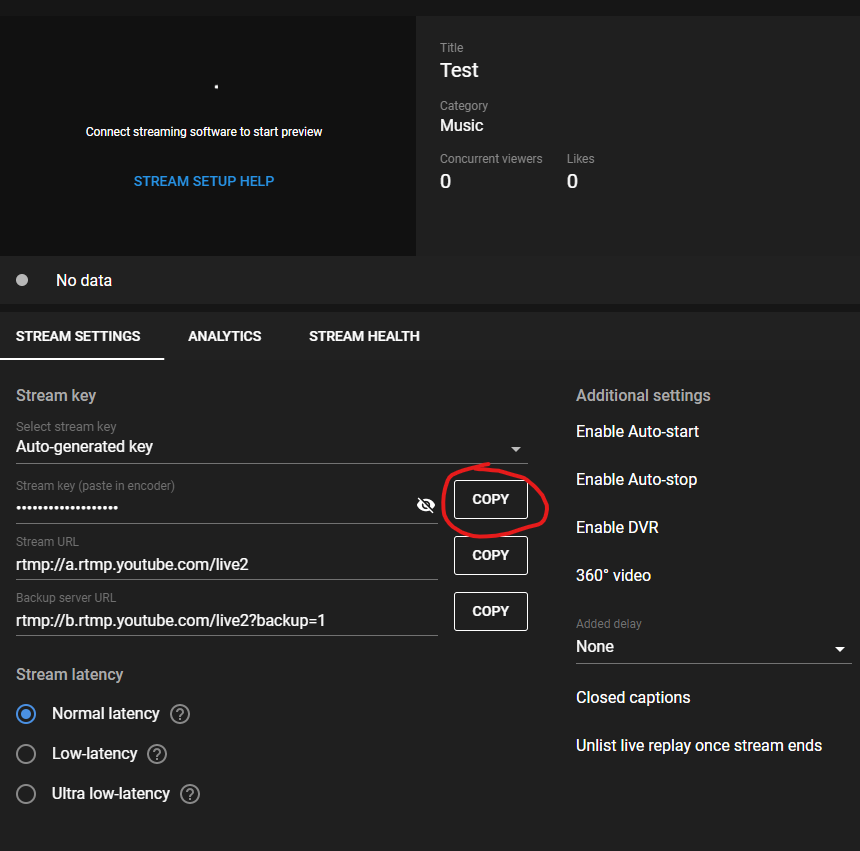 Connect streaming software to start preview
STREAM SETUP HELP
Title
Test
Category
Music
Concurrent viewers Likes
0 0
No data
STREAM SETTINGS ANALYTICS STREAM HEALTH
Stream key
Select stream key
Auto-generated key
Stream key (paste in encoder)
••••••••••••••••••• COPY
Stream URL
rtmp://a.rtmp.youtube.com/live2 COPY
Backup server URL
rtmp://b.rtmp.youtube.com/live2?backup=1 COPY
Stream latency
Normal latency ?
Low-latency ?
Ultra low-latency ?
Additional settings
Enable Auto-start
Enable Auto-stop
Enable DVR
360° video
Added delay
None
Closed captions
Unlist live replay once stream ends